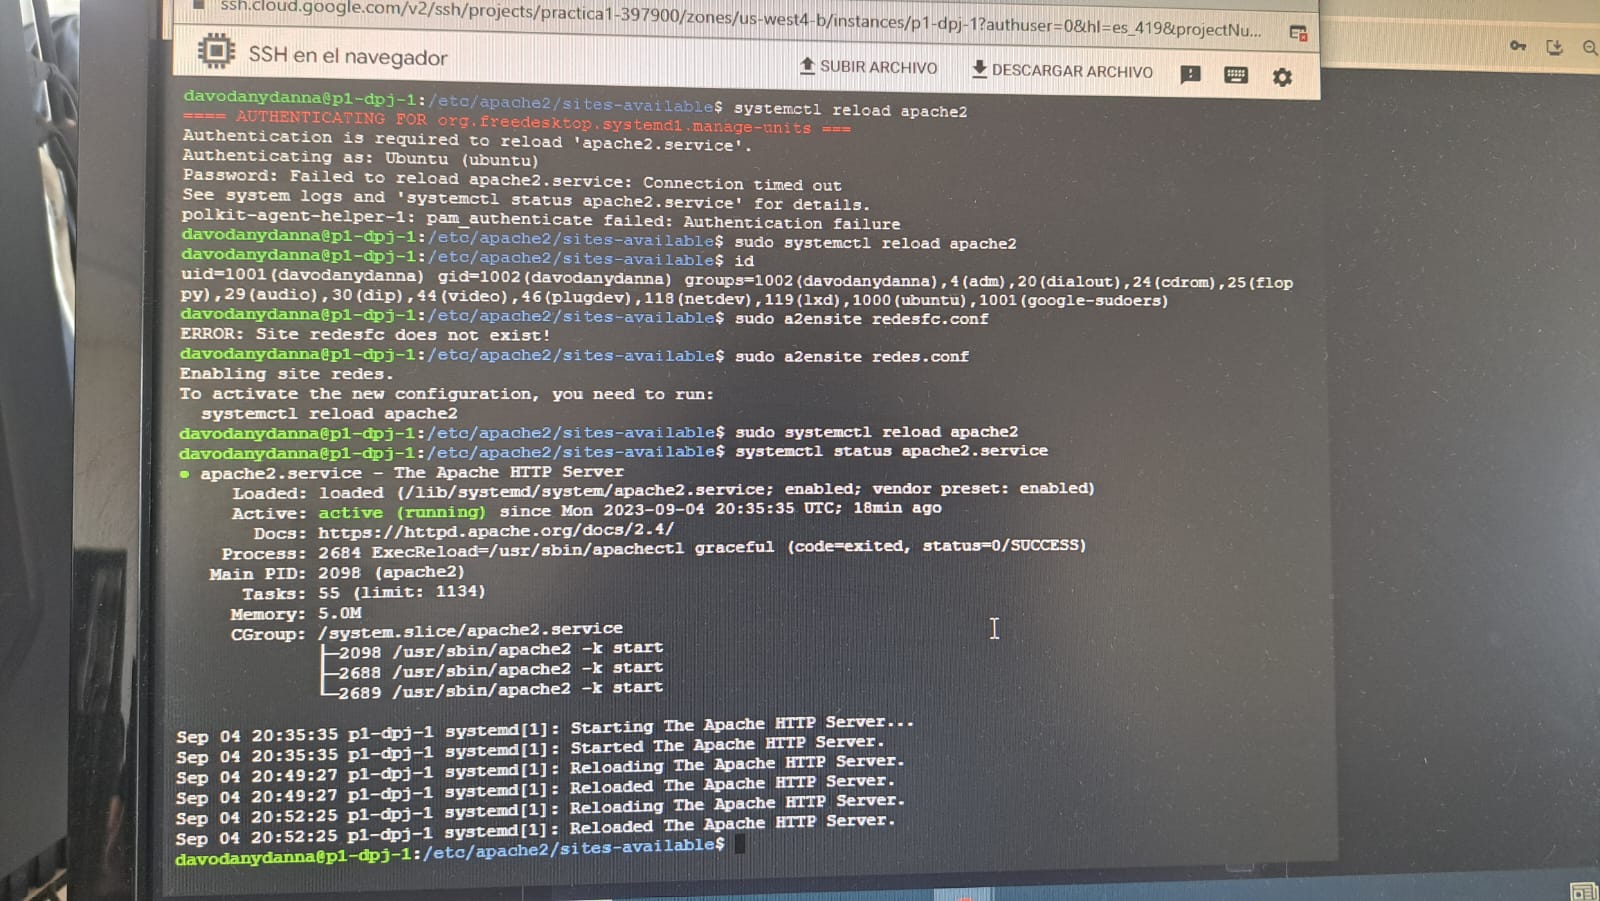 ssh.cloud.google.com/v2/ssh/projects/practica1-397900/zones/us-west4-b/instances/p1-dpj-1?authuser=0&hl=es_419&projectNu...
SSH en el navegador
SUBIR ARCHIVO
DESCARGAR ARCHIVO
davodanydanna@p1-dpj-1:/etc/apache2/sites-available$ systemctl reload apache2
==== AUTHENTICATING FOR org.freedesktop.systemd1.manage-units ===
Authentication is required to reload 'apache2.service'.
Authenticating as: Ubuntu (ubuntu)
Password: Failed to reload apache2.service: Connection timed out
See system logs and 'systemctl status apache2.service' for details.
polkit-agent-helper-1: pam_authenticate failed: Authentication failure
davodanydanna@p1-dpj-1:/etc/apache2/sites-available$ sudo systemctl reload apache2
davodanydanna@p1-dpj-1:/etc/apache2/sites-available$ id
uid=1001(davodanydanna) gid=1002(davodanydanna) groups=1002(davodanydanna),4(adm),20(dialout),24(cdrom),25(flop
py),29(audio),30(dip),44(video),46(plugdev),118(netdev),119(lxd),1000(ubuntu),1001(google-sudoers)
davodanydanna@p1-dpj-1:/etc/apache2/sites-available$ sudo a2ensite redesfc.conf
ERROR: Site redesfc does not exist!
davodanydanna@p1-dpj-1:/etc/apache2/sites-available$ sudo a2ensite redes.conf
Enabling site redes.
To activate the new configuration, you need to run:
  systemctl reload apache2
davodanydanna@p1-dpj-1:/etc/apache2/sites-available$ sudo systemctl reload apache2
davodanydanna@p1-dpj-1:/etc/apache2/sites-available$ systemctl status apache2.service
● apache2.service - The Apache HTTP Server
     Loaded: loaded (/lib/systemd/system/apache2.service; enabled; vendor preset: enabled)
     Active: active (running) since Mon 2023-09-04 20:35:35 UTC; 18min ago
       Docs: https://httpd.apache.org/docs/2.4/
    Process: 2684 ExecReload=/usr/sbin/apachectl graceful (code=exited, status=0/SUCCESS)
   Main PID: 2098 (apache2)
      Tasks: 55 (limit: 1134)
     Memory: 5.0M
     CGroup: /system.slice/apache2.service
             ├─2098 /usr/sbin/apache2 -k start
             ├─2688 /usr/sbin/apache2 -k start
             └─2689 /usr/sbin/apache2 -k start
Sep 04 20:35:35 p1-dpj-1 systemd[1]: Starting The Apache HTTP Server...
Sep 04 20:35:35 p1-dpj-1 systemd[1]: Started The Apache HTTP Server.
Sep 04 20:49:27 p1-dpj-1 systemd[1]: Reloading The Apache HTTP Server.
Sep 04 20:49:27 p1-dpj-1 systemd[1]: Reloaded The Apache HTTP Server.
Sep 04 20:52:25 p1-dpj-1 systemd[1]: Reloading The Apache HTTP Server.
Sep 04 20:52:25 p1-dpj-1 systemd[1]: Reloaded The Apache HTTP Server.
davodanydanna@p1-dpj-1:/etc/apache2/sites-available$